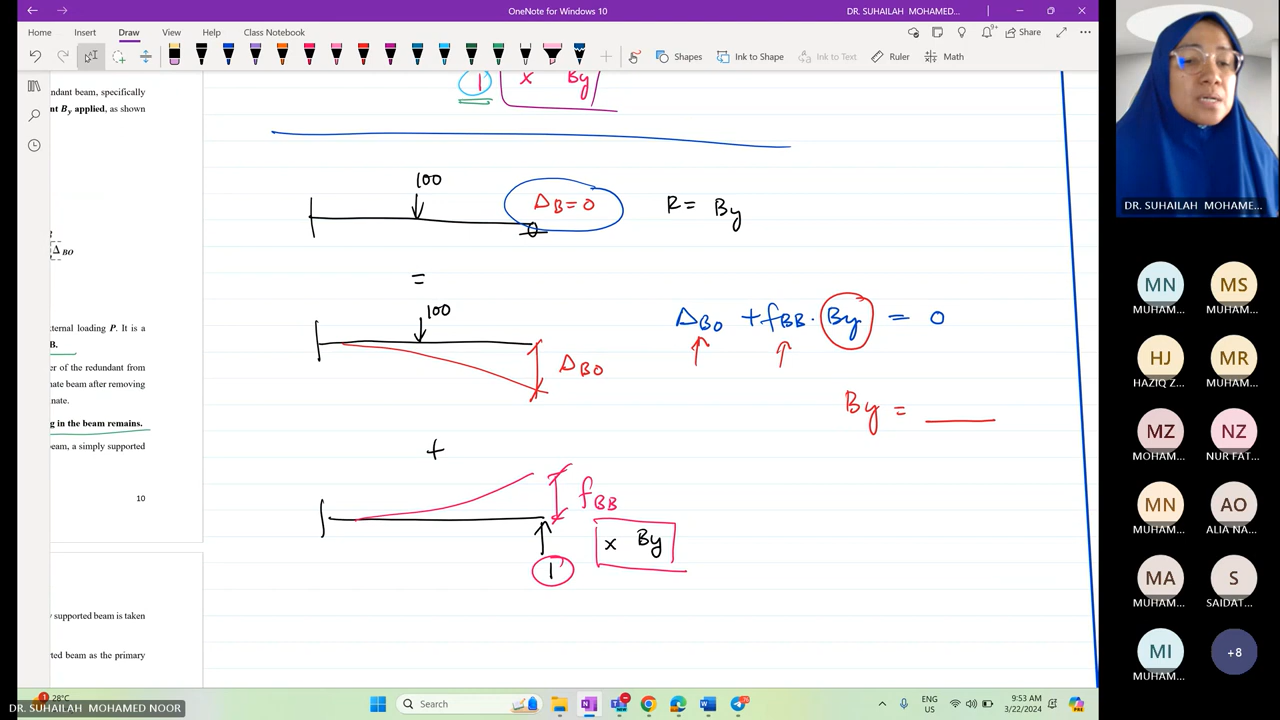 OneNote for Windows 10
DR. SUHAILAH MOHAMED...
Home Insert Draw View Help Class Notebook
Share
Shapes Ink to Shape Ink to Text Ruler Math
ndant beam, specifically
nt By applied, as shown
1 x By
100
ΔB=0 R= By
Δ BO
=
100
ΔBO + fBB. By = 0
ΔBO
xternal loading P. It is a
B.
er of the redundant from
nate beam after removing
nate.
By =
ng in the beam remains.
beam, a simply supported
+
10
fBB
x By
1
y supported beam is taken
rted beam as the primary
DR. SUHAILAH MOHAME...
MN MS
MUHAM... MUHAM...
HJ MR
HAZIQ Z... MUHAM...
MZ NZ
MOHAM... NUR FAT...
MN AO
MUHAM... ALIA NA...
MA S
MUHAM... SAIDAT...
MI +8
MUHAM...
28°C
DR. SUHAILAH MOHAMED NOOR
Search
ENG
US
9:53 AM
3/22/2024